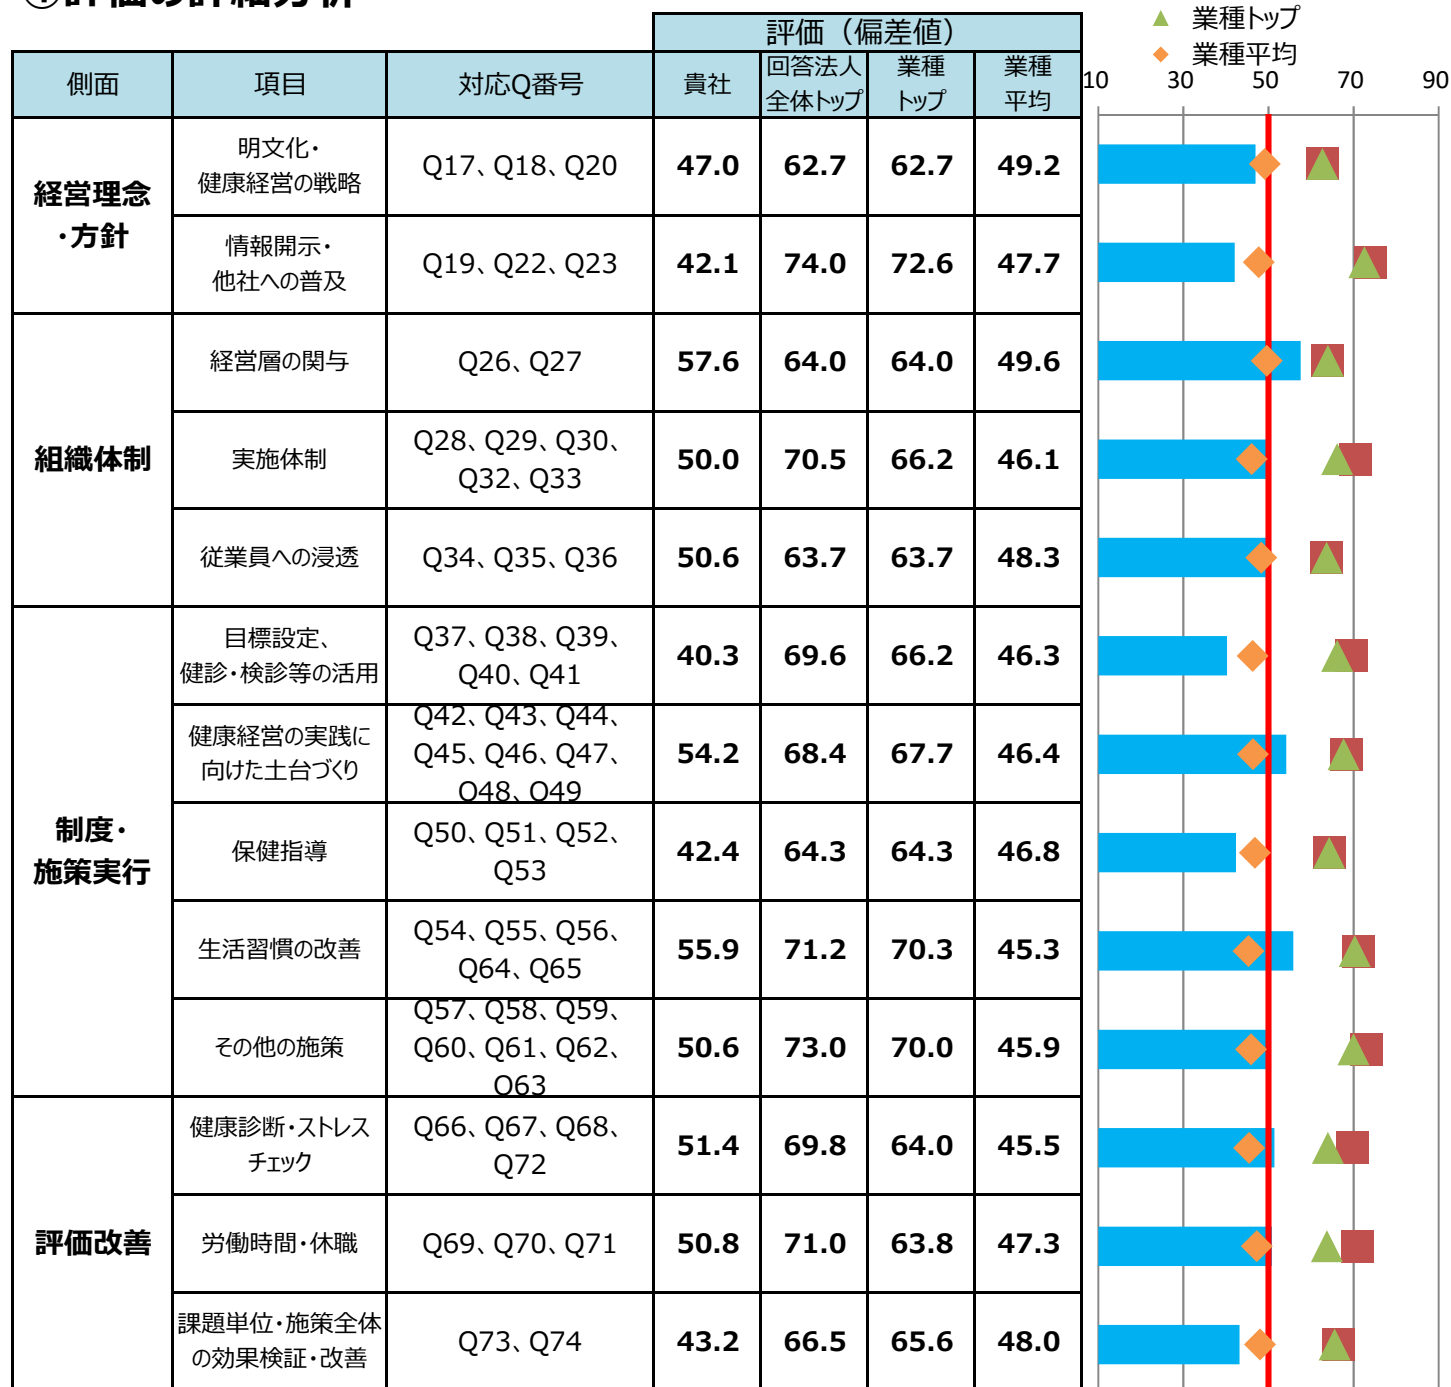 ①評価の詳細分析
業種トップ
業種平均
評価（偏差値）
側面 項目 対応Q番号 貴社 回答法人全体トップ 業種トップ 業種平均
10 30 50 70 90
経営理念
・方針
明文化・
健康経営の戦略
Q17、Q18、Q20
47.0 62.7 62.7 49.2
情報開示・
他社への普及
Q19、Q22、Q23
42.1 74.0 72.6 47.7
組織体制
経営層の関与
Q26、Q27
57.6 64.0 64.0 49.6
実施体制
Q28、Q29、Q30、
Q32、Q33
50.0 70.5 66.2 46.1
従業員への浸透
Q34、Q35、Q36
50.6 63.7 63.7 48.3
制度・
施策実行
目標設定、
健診・検診等の活用
Q37、Q38、Q39、
Q40、Q41
40.3 69.6 66.2 46.3
健康経営の実践に
向けた土台づくり
Q42、Q43、Q44、
Q45、Q46、Q47、
Q48、Q49
54.2 68.4 67.7 46.4
保健指導
Q50、Q51、Q52、
Q53
42.4 64.3 64.3 46.8
生活習慣の改善
Q54、Q55、Q56、
Q64、Q65
55.9 71.2 70.3 45.3
その他の施策
Q57、Q58、Q59、
Q60、Q61、Q62、
Q63
50.6 73.0 70.0 45.9
評価改善
健康診断・ストレス
チェック
Q66、Q67、Q68、
Q72
51.4 69.8 64.0 45.5
労働時間・休職
Q69、Q70、Q71
50.8 71.0 63.8 47.3
課題単位・施策全体
の効果検証・改善
Q73、Q74
43.2 66.5 65.6 48.0